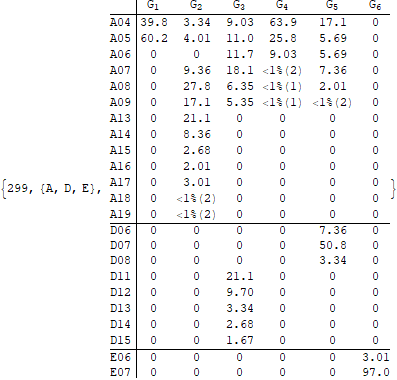 G1 G2 G3 G4 G5 G6
A04 39.8 3.34 9.03 63.9 17.1 0
A05 60.2 4.01 11.0 25.8 5.69 0
A06 0 0 11.7 9.03 5.69 0
A07 0 9.36 18.1 <1%(2) 7.36 0
A08 0 27.8 6.35 <1%(1) 2.01 0
A09 0 17.1 5.35 <1%(1) <1%(2) 0
A13 0 21.1 0 0 0 0
A14 0 8.36 0 0 0 0
A15 0 2.68 0 0 0 0
A16 0 2.01 0 0 0 0
A17 0 3.01 0 0 0 0
{299, {A, D, E}, A18 0 <1%(2) 0 0 0 0 }
A19 0 <1%(2) 0 0 0 0
D06 0 0 0 0 7.36 0
D07 0 0 0 0 50.8 0
D08 0 0 0 0 3.34 0
D11 0 0 21.1 0 0 0
D12 0 0 9.70 0 0 0
D13 0 0 3.34 0 0 0
D14 0 0 2.68 0 0 0
D15 0 0 1.67 0 0 0
E06 0 0 0 0 0 3.01
E07 0 0 0 0 0 97.0